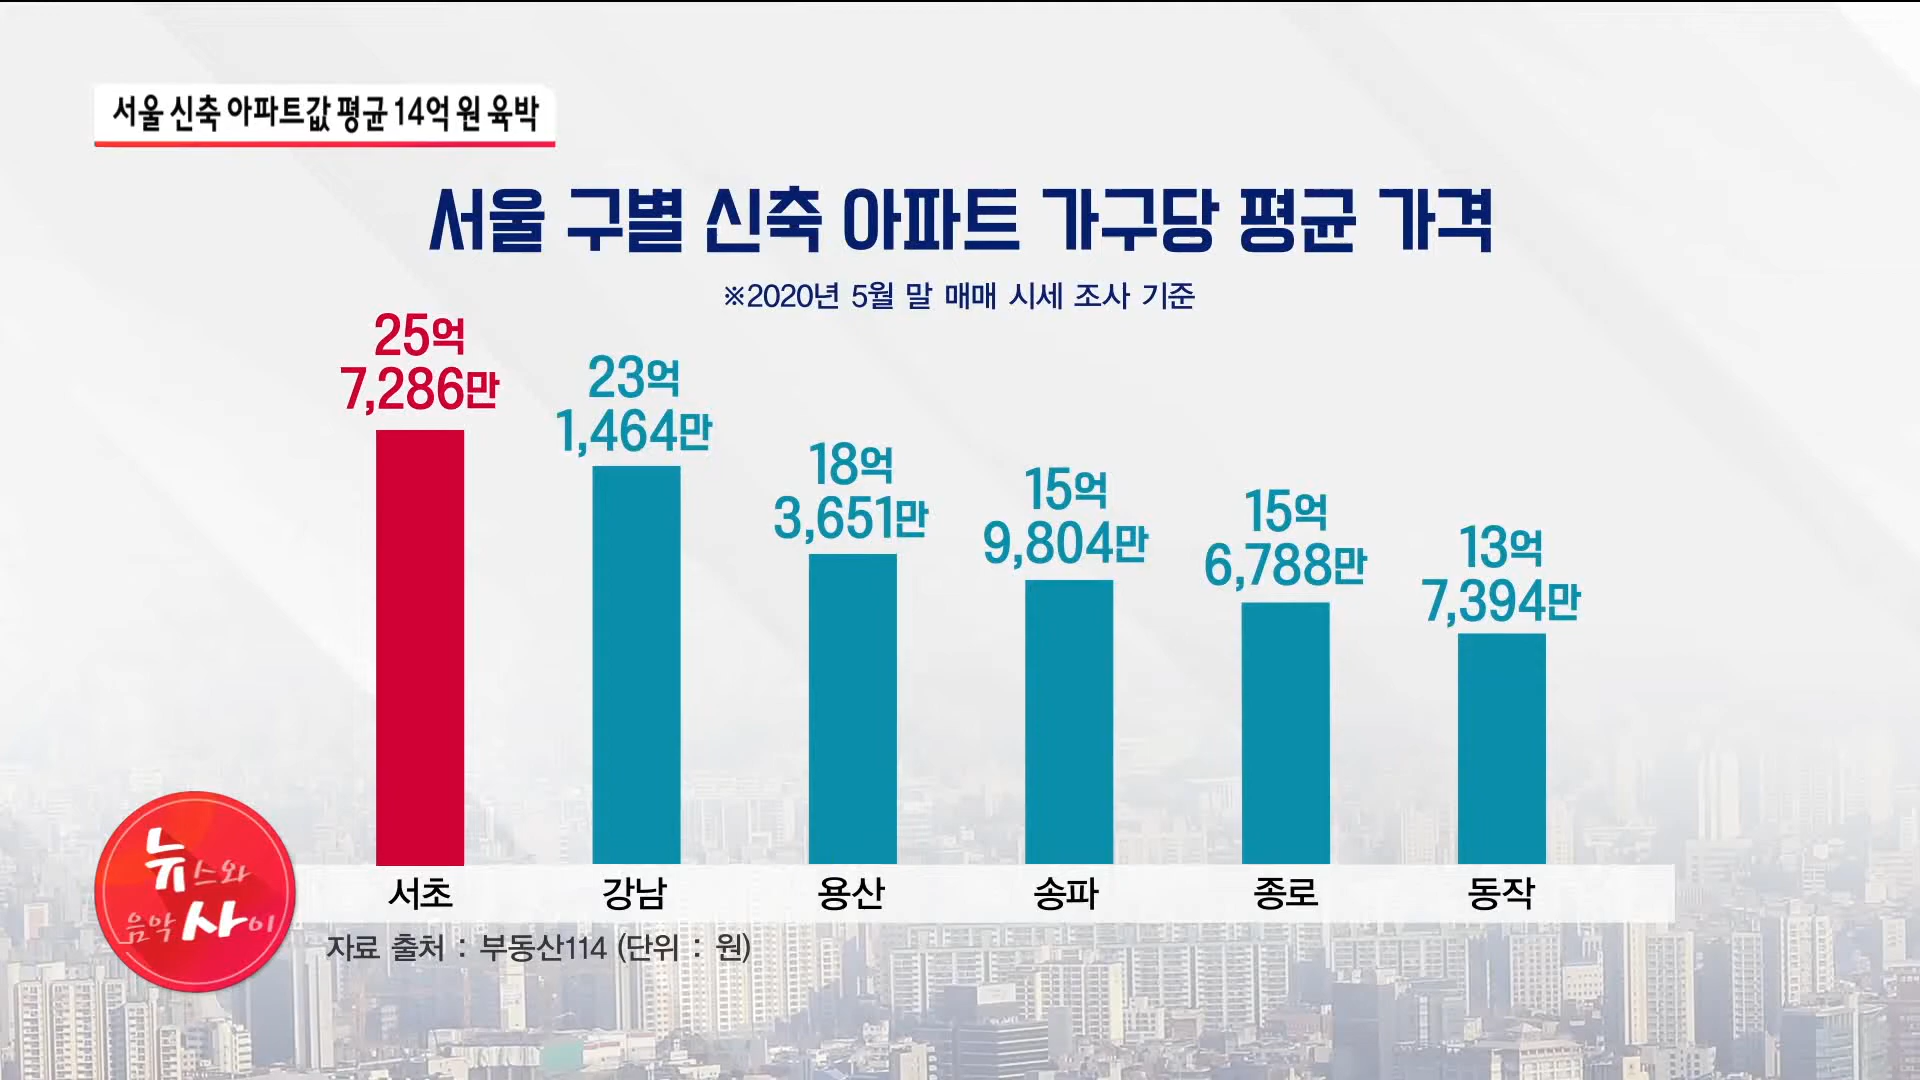 서울 신축 아파트값 평균 14억 원 육박
서울 구별 신축 아파트 가구당 평균 가격
※2020년 5월 말 매매 시세 조사 기준
25억
7,286만
23억
1,464만
18억
3,651만
15억
9,804만
15억
6,788만
13억
7,394만
서초
강남
용산
송파
종로
동작
뉴스와
음악 사이
자료 출처 : 부동산114 (단위 : 원)